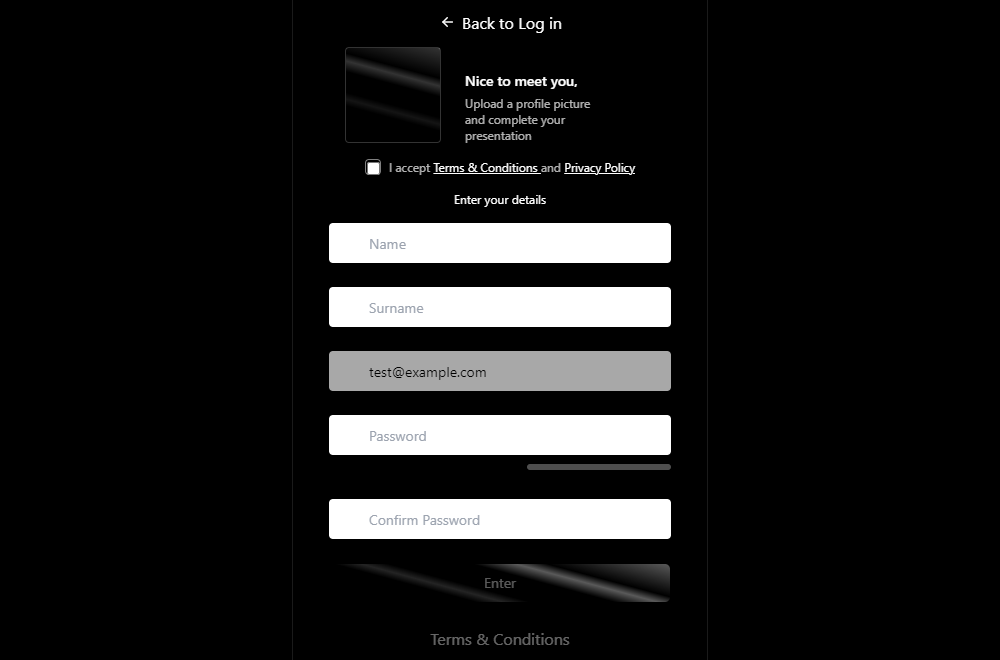 Back to Log in
Nice to meet you,
Upload a profile picture
and complete your
presentation
I accept Terms & Conditions and Privacy Policy
Enter your details
Name
Surname
test@example.com
Password
Confirm Password
Enter
Terms & Conditions